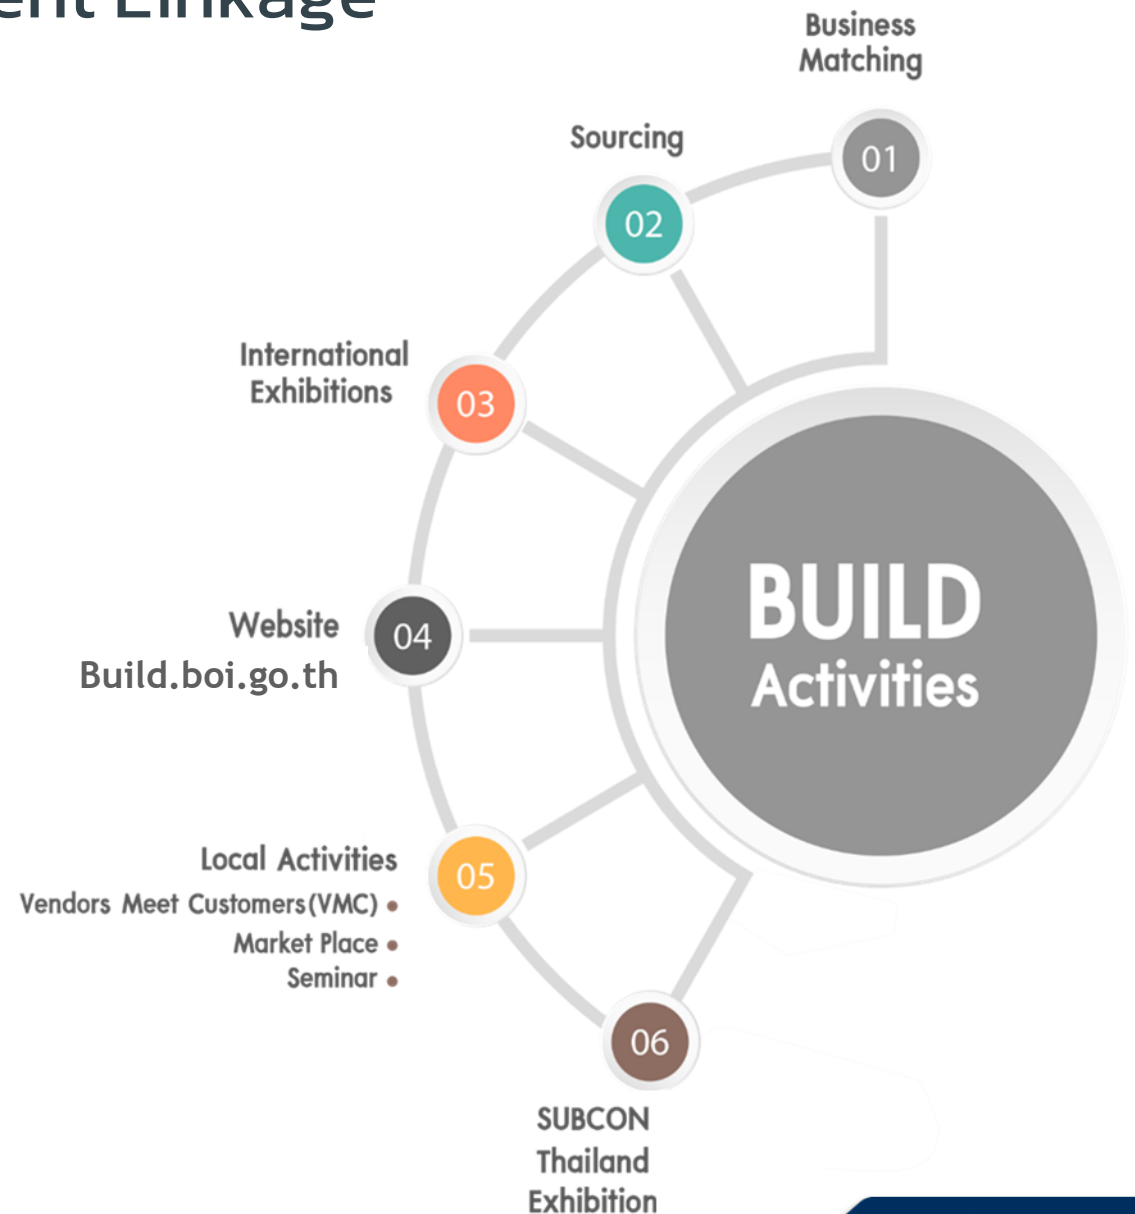 Linkage
Business
Matching
01
Sourcing
02
International
Exhibitions
03
Website
Build.boi.go.th
04
BUILD
Activities
Local Activities
Vendors Meet Customers(VMC) •
Market Place •
Seminar •
05
06
SUBCON
Thailand
Exhibition